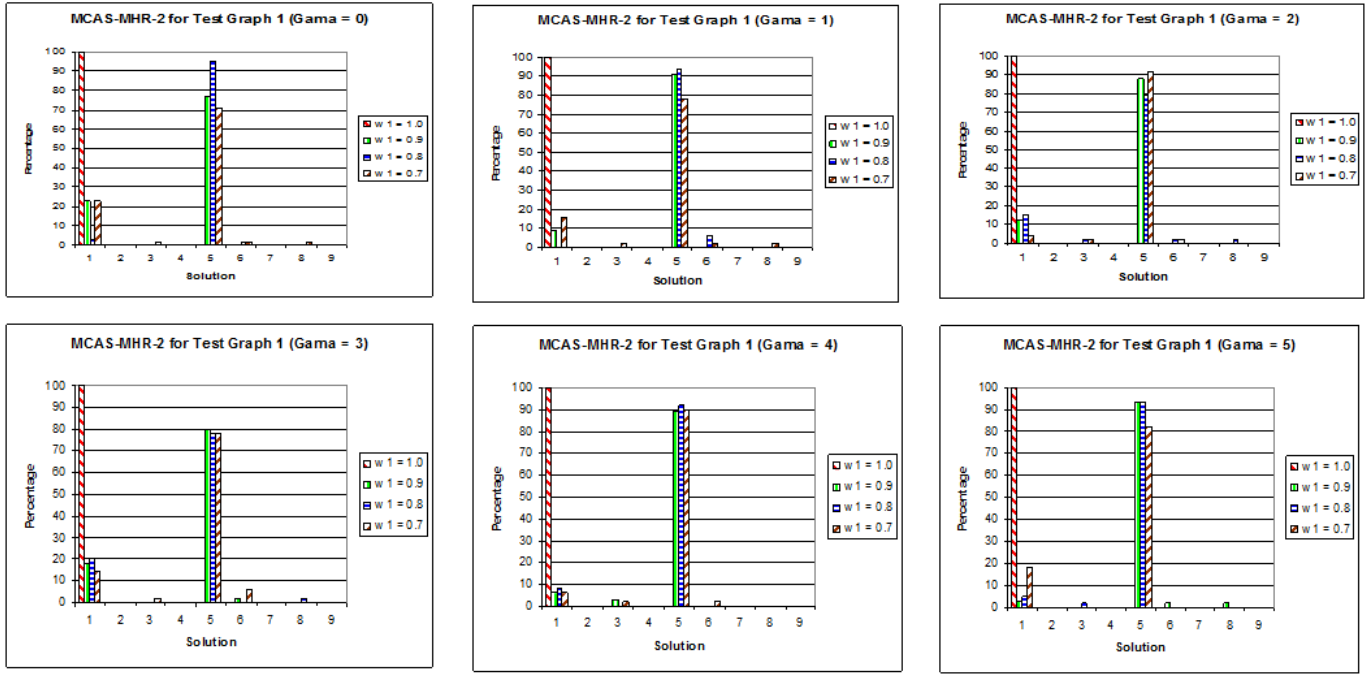 MCAS-MHR-2 for Test Graph 1 (Gama = 0)
100
90
80
70
60
50
40
30
20
10
0
Percentage
1 2 3 4 5 6 7 8 9
Solution
w 1 = 1.0
w 1 = 0.9
w 1 = 0.8
w 1 = 0.7
MCAS-MHR-2 for Test Graph 1 (Gama = 1)
100
90
80
70
60
50
40
30
20
10
0
Percentage
1 2 3 4 5 6 7 8 9
Solution
w 1 = 1.0
w 1 = 0.9
w 1 = 0.8
w 1 = 0.7
MCAS-MHR-2 for Test Graph 1 (Gama = 2)
100
90
80
70
60
50
40
30
20
10
0
Percentage
1 2 3 4 5 6 7 8 9
Solution
w 1 = 1.0
w 1 = 0.9
w 1 = 0.8
w 1 = 0.7
MCAS-MHR-2 for Test Graph 1 (Gama = 3)
100
90
80
70
60
50
40
30
20
10
0
Percentage
1 2 3 4 5 6 7 8 9
Solution
w 1 = 1.0
w 1 = 0.9
w 1 = 0.8
w 1 = 0.7
MCAS-MHR-2 for Test Graph 1 (Gama = 4)
100
90
80
70
60
50
40
30
20
10
0
Percentage
1 2 3 4 5 6 7 8 9
Solution
w 1 = 1.0
w 1 = 0.9
w 1 = 0.8
w 1 = 0.7
MCAS-MHR-2 for Test Graph 1 (Gama = 5)
100
90
80
70
60
50
40
30
20
10
0
Percentage
1 2 3 4 5 6 7 8 9
Solution
w 1 = 1.0
w 1 = 0.9
w 1 = 0.8
w 1 = 0.7